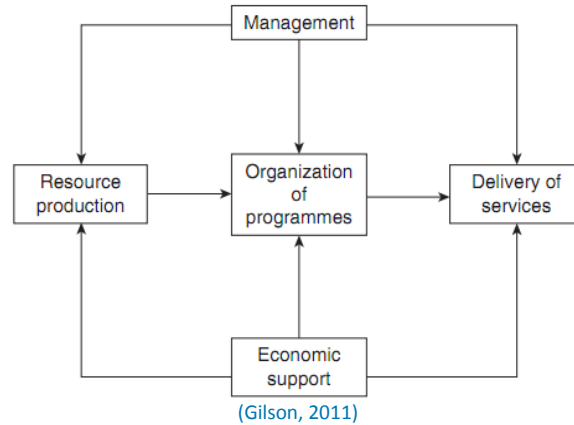 Management
Resource
production
Organization
of
programmes
Delivery of
services
Economic
support
(Gilson, 2011)